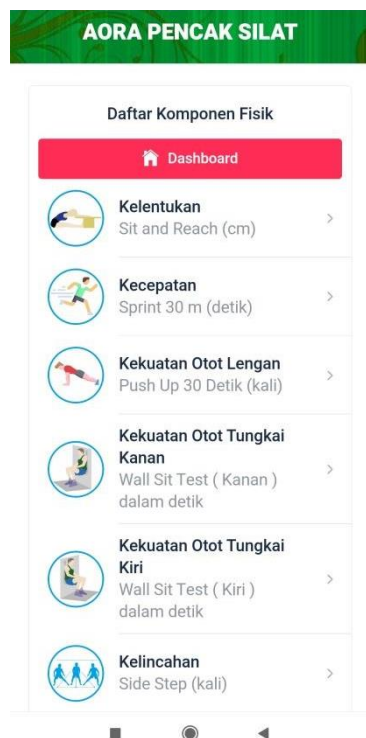 AORA PENCAK SILAT
Daftar Komponen Fisik
Dashboard
Kelentukan
Sit and Reach (cm)
Kecepatan
Sprint 30 m (detik)
Kekuatan Otot Lengan
Push Up 30 Detik (kali)
Kekuatan Otot Tungkai
Kanan
Wall Sit Test ( Kanan )
dalam detik
Kekuatan Otot Tungkai
Kiri
Wall Sit Test ( Kiri )
dalam detik
Kelincahan
Side Step (kali)